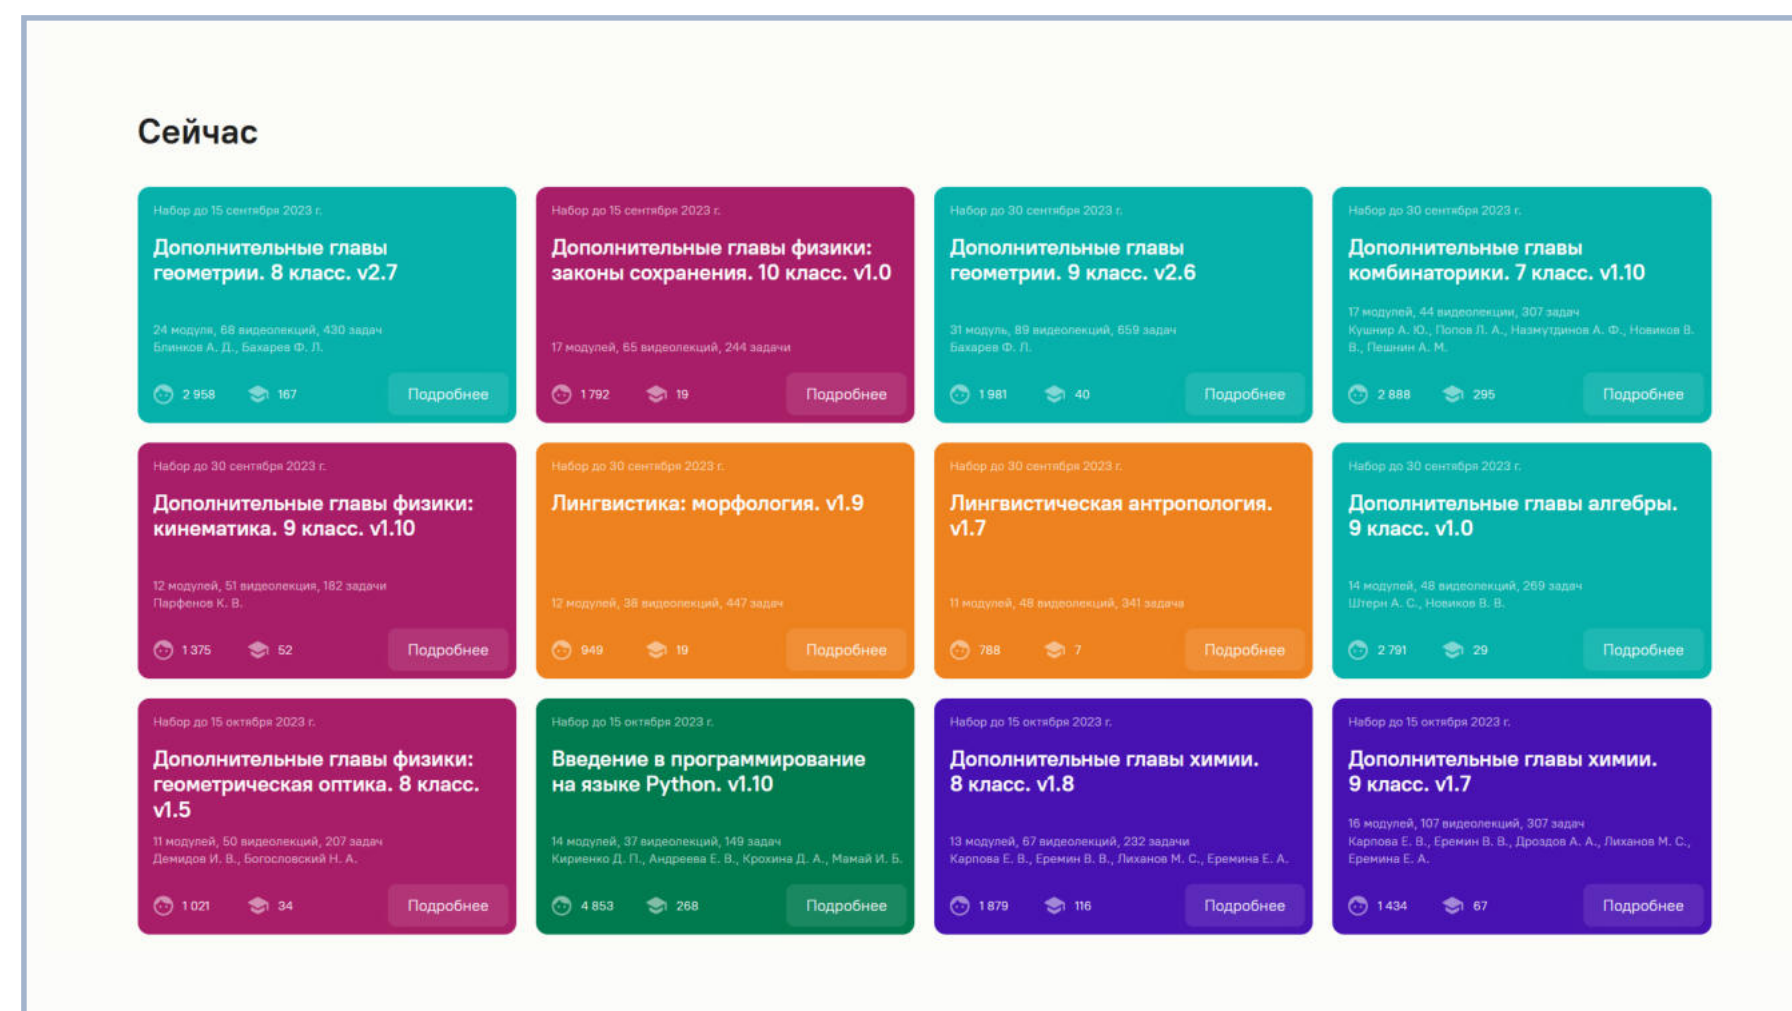 Сейчас
Набор до 15 сентября 2023 г.
Дополнительные главы
геометрии. 8 класс. v2.7
24 модуля, 68 видеолекций, 430 задач
Блинков А. Д., Бахарев Ф. Л.
2 958 167 Подробнее
Набор до 15 сентября 2023 г.
Дополнительные главы физики:
законы сохранения. 10 класс. v1.0
17 модулей, 65 видеолекций, 244 задачи
1 792 19 Подробнее
Набор до 30 сентября 2023 г.
Дополнительные главы
геометрии. 9 класс. v2.6
31 модуль, 89 видеолекций, 659 задач
Бахарев Ф. Л.
1 981 40 Подробнее
Набор до 30 сентября 2023 г.
Дополнительные главы
комбинаторики. 7 класс. v1.10
17 модулей, 44 видеолекции, 307 задач
Кушнир А. Ю., Попов Л. А., Назмутдинов А. Ф., Новиков В.
В., Пешнин А. М.
2 888 295 Подробнее
Набор до 30 сентября 2023 г.
Дополнительные главы физики:
кинематика. 9 класс. v1.10
12 модулей, 51 видеолекция, 182 задачи
Парфенов К. В.
1 375 52 Подробнее
Набор до 30 сентября 2023 г.
Лингвистика: морфология. v1.9
12 модулей, 38 видеолекций, 447 задач
949 19 Подробнее
Набор до 30 сентября 2023 г.
Лингвистическая антропология.
v1.7
11 модулей, 48 видеолекций, 341 задача
788 7 Подробнее
Набор до 30 сентября 2023 г.
Дополнительные главы алгебры.
9 класс. v1.0
14 модулей, 48 видеолекций, 269 задач
Штерн А. С., Новиков В. В.
2 791 29 Подробнее
Набор до 15 октября 2023 г.
Дополнительные главы физики:
геометрическая оптика. 8 класс.
v1.5
11 модулей, 50 видеолекций, 207 задач
Демидов И. В., Богословский Н. А.
1 021 34 Подробнее
Набор до 15 октября 2023 г.
Введение в программирование
на языке Python. v1.10
14 модулей, 37 видеолекций, 149 задач
Кириенко Д. П., Андреева Е. В., Крохина Д. А., Мамай И. Б.
4 853 268 Подробнее
Набор до 15 октября 2023 г.
Дополнительные главы химии.
8 класс. v1.8
13 модулей, 67 видеолекций, 232 задачи
Карпова Е. В., Еремин В. В., Лиханов М. С., Еремина Е. А.
1 879 116 Подробнее
Набор до 15 октября 2023 г.
Дополнительные главы химии.
9 класс. v1.7
16 модулей, 107 видеолекций, 307 задач
Карпова Е. В., Еремин В. В., Дроздов А. А., Лиханов М. С.,
Еремина Е. А.
1 434 67 Подробнее